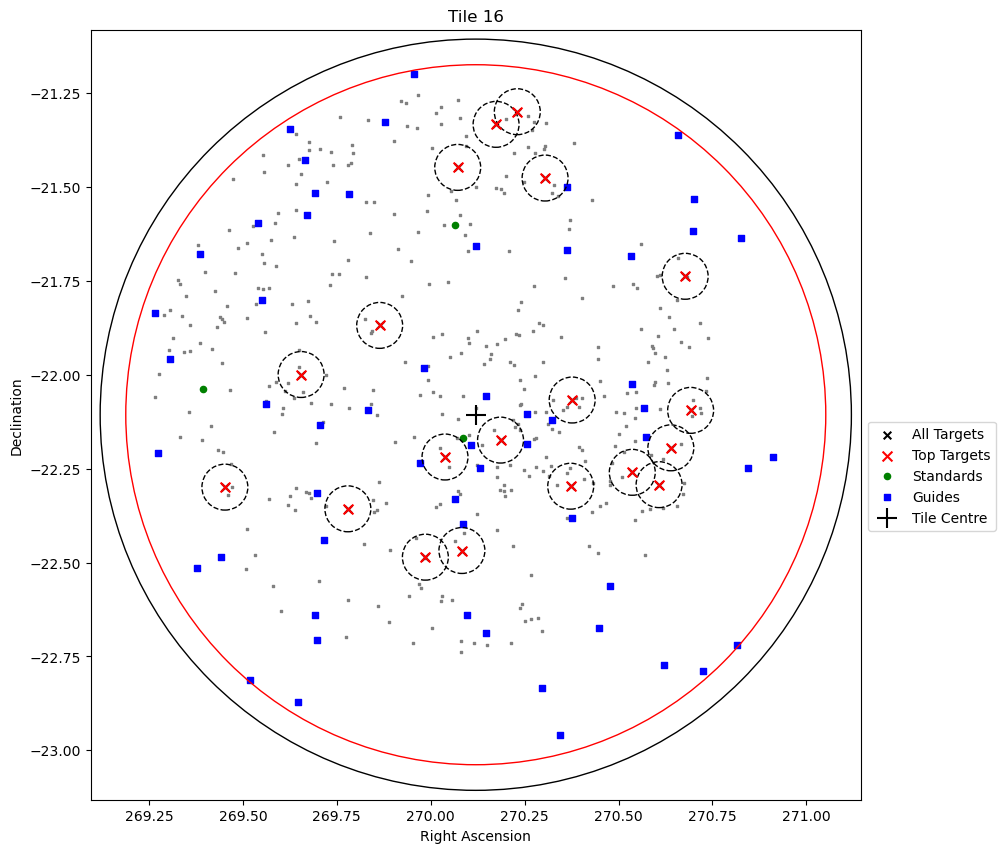 Tile 16
Declination
−21.25
−21.50
−21.75
−22.00
−22.25
−22.50
−22.75
−23.00
269.25 269.50 269.75 270.00 270.25 270.50 270.75 271.00
Right Ascension
All Targets
Top Targets
Standards
Guides
Tile Centre